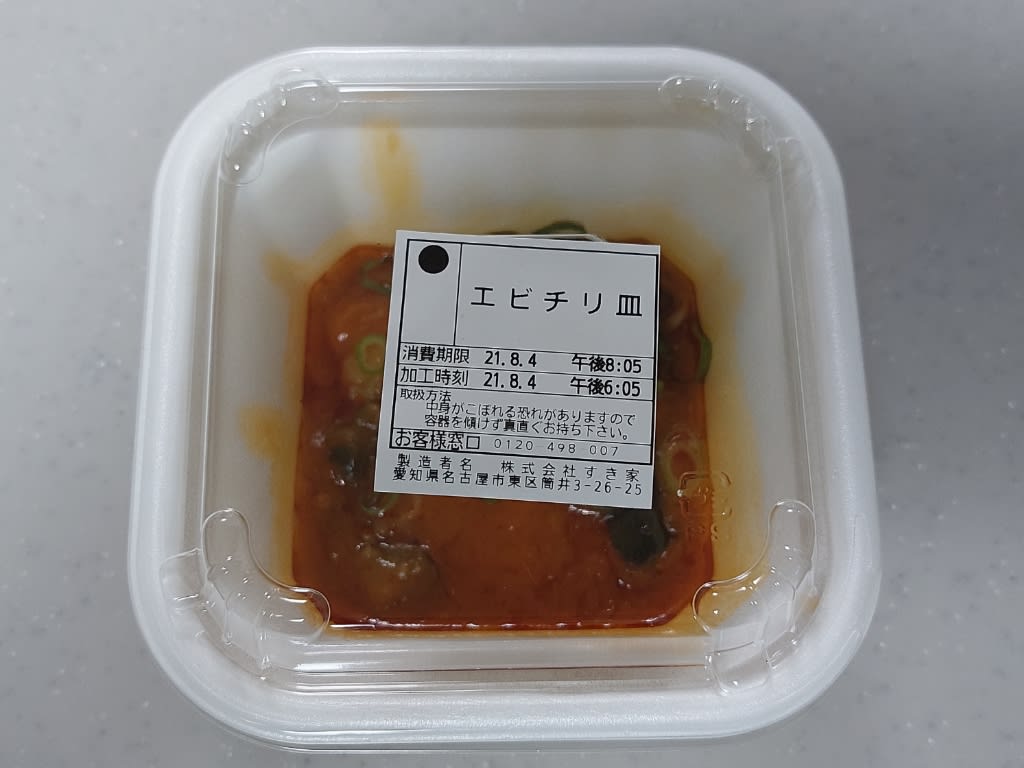 エビチリ皿
消費期限 21.8.4 午後8:05
加工時刻 21.8.4 午後6:05
取扱方法
中身がこぼれる恐れがありますので
容器を傾けず真直ぐお持ち下さい。
お客様窓口 0120-498-007
製造者名 株式会社すき家
愛知県名古屋市東区筒井3-26-25